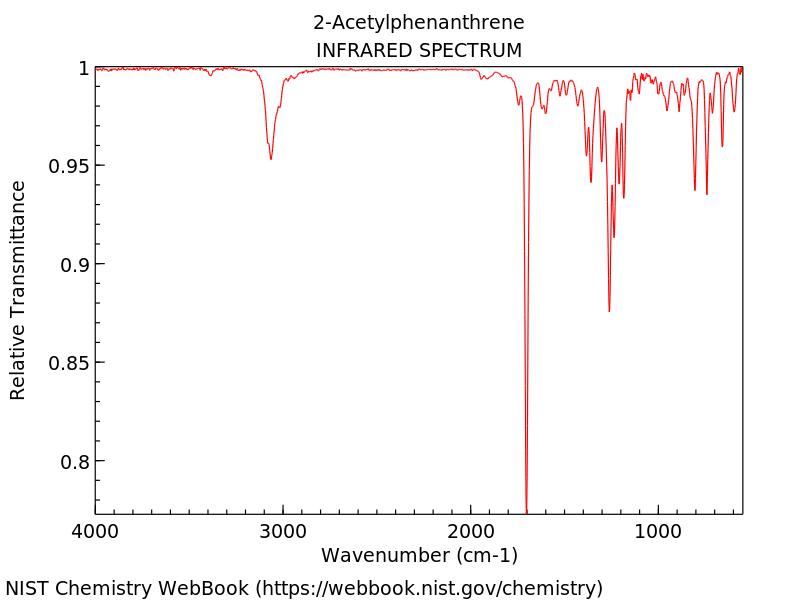 2-Acetylphenanthrene
INFRARED SPECTRUM
1
0.95
0.9
0.85
0.8
Relative Transmittance
4000 3000 2000 1000
Wavenumber (cm-1)
NIST Chemistry WebBook (https://webbook.nist.gov/chemistry)